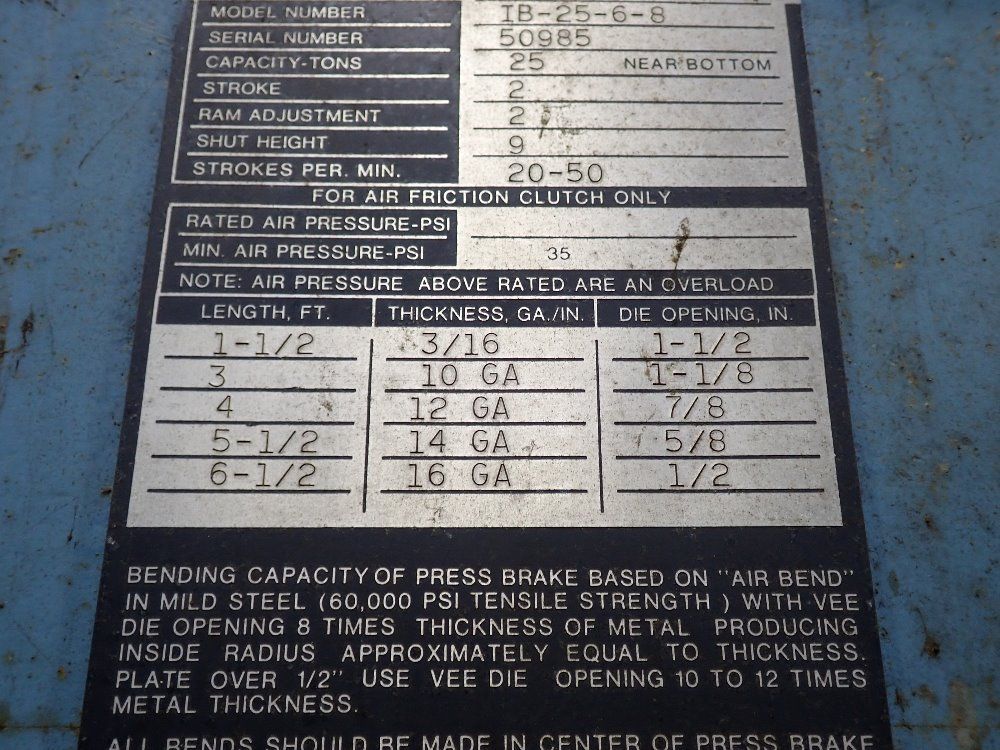 MODEL NUMBER IB-25-6-8
SERIAL NUMBER 50985
CAPACITY-TONS 25 NEAR BOTTOM
STROKE 2
RAM ADJUSTMENT 2
SHUT HEIGHT 9
STROKES PER. MIN. 20-50
FOR AIR FRICTION CLUTCH ONLY
RATED AIR PRESSURE-PSI
MIN. AIR PRESSURE-PSI 35
NOTE: AIR PRESSURE ABOVE RATED ARE AN OVERLOAD
LENGTH, FT. THICKNESS, GA./IN. DIE OPENING, IN.
1-1/2 3/16 1-1/2
3 10 GA 1-1/8
4 12 GA 7/8
5-1/2 14 GA 5/8
6-1/2 16 GA 1/2
BENDING CAPACITY OF PRESS BRAKE BASED ON "AIR BEND"
IN MILD STEEL (60,000 PSI TENSILE STRENGTH ) WITH VEE
DIE OPENING 8 TIMES THICKNESS OF METAL PRODUCING
INSIDE RADIUS APPROXIMATELY EQUAL TO THICKNESS.
PLATE OVER 1/2" USE VEE DIE OPENING 10 TO 12 TIMES
METAL THICKNESS.
ALL BENDS SHOULD BE MADE IN CENTER OF PRESS BRAKE